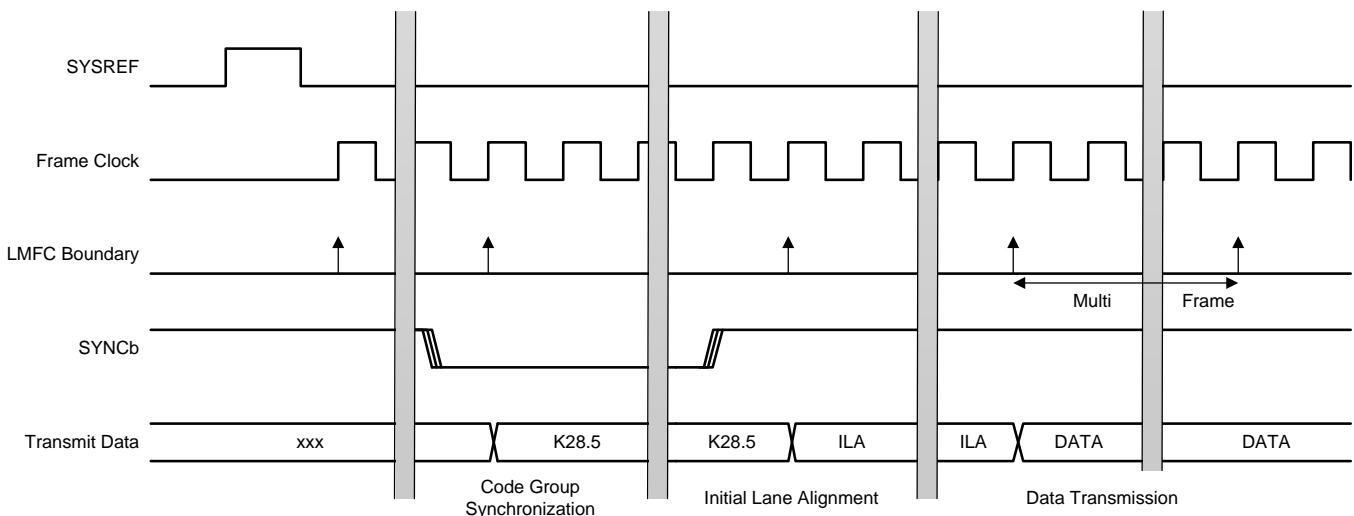 SYSREF
Frame Clock
LMFC Boundary
Multi Frame
SYNCb
Transmit Data
xxx K28.5 K28.5 ILA ILA DATA DATA
Code Group
Synchronization
Initial Lane Alignment
Data Transmission